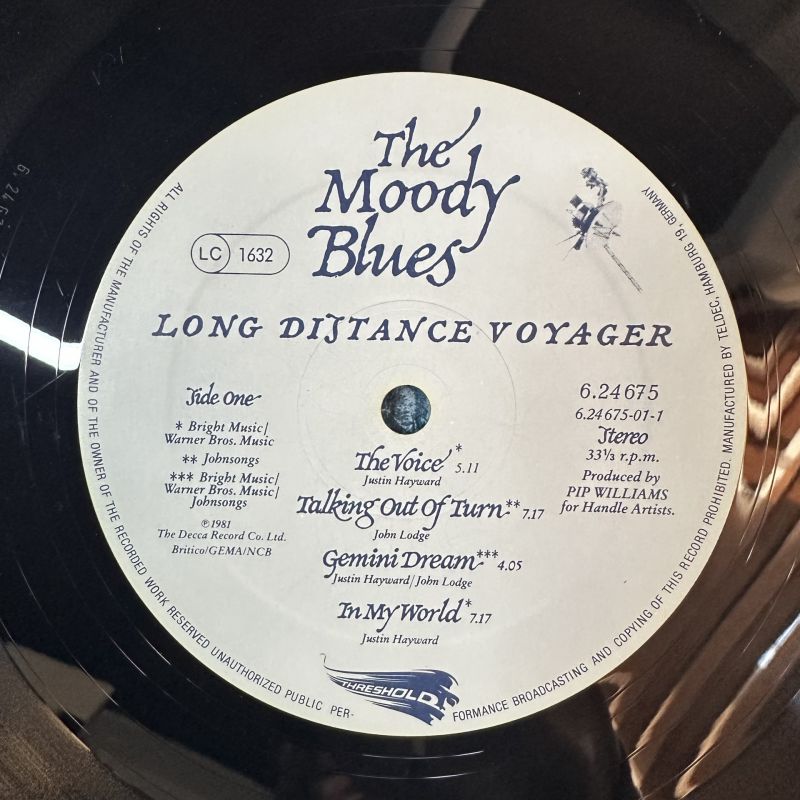 The
Moody
Blues
LC 1632
LONG DISTANCE VOYAGER
Side One
* Bright Music/
Warner Bros. Music
** Johnsongs
*** Bright Music/
Warner Bros. Music/
Johnsongs
℗1981
The Decca Record Co. Ltd.
Britico/GEMA/NCB
6.24675
6.24675-01-1
Stereo
33⅓ r.p.m.
Produced by
PIP WILLIAMS
for Handle Artists.
The Voice* 5.11
Justin Hayward
Talking Out Of Turn** 7.17
John Lodge
Gemini Dream*** 4.05
Justin Hayward/John Lodge
In My World* 7.17
Justin Hayward
THRESHOLD
ALL RIGHTS OF THE MANUFACTURER AND OF THE OWNER OF THE RECORDED WORK RESERVED UNAUTHORIZED PUBLIC PER-
FORMANCE BROADCASTING AND COPYING OF THIS RECORD PROHIBITED. MANUFACTURED BY TELDEC, HAMBURG 19, GERMANY